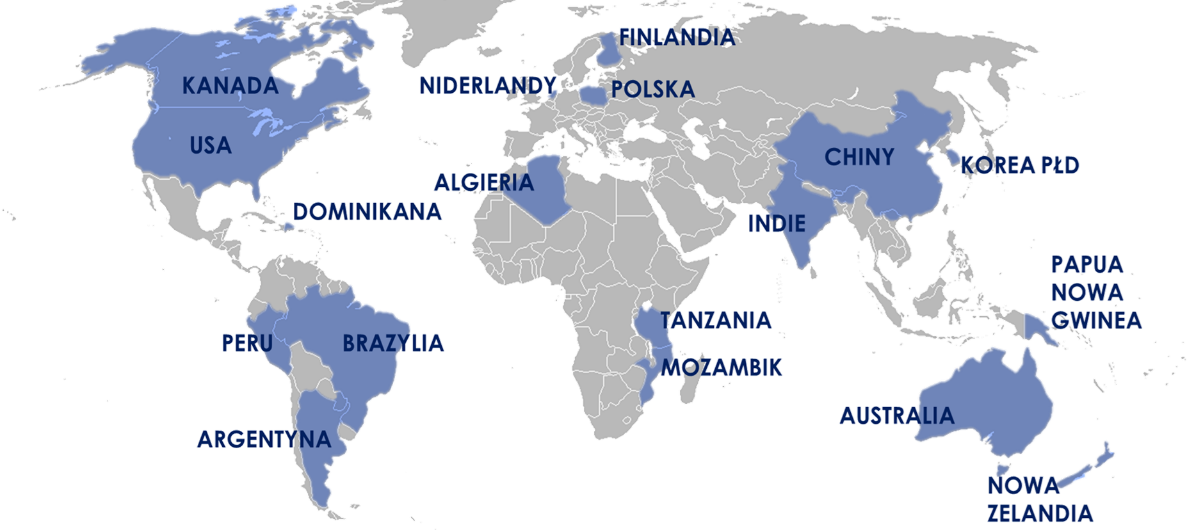 FINLANDIA
KANADA
NIDERLANDY
POLSKA
USA
CHINY
KOREA PŁD
ALGIERIA
DOMINIKANA
INDIE
PAPUA
NOWA
GWINEA
TANZANIA
PERU
BRAZYLIA
MOZAMBIK
AUSTRALIA
ARGENTYNA
NOWA
ZELANDIA